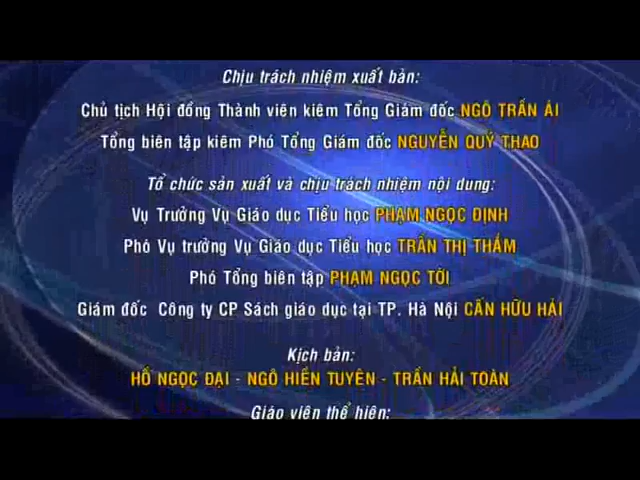 Chịu trách nhiệm xuất bản:
Chủ tịch Hội đồng Thành viên kiêm Tổng Giám đốc NGÔ TRẦN ÁI
Tổng biên tập kiêm Phó Tổng Giám đốc NGUYỄN QUÝ THAO
Tổ chức sản xuất và chịu trách nhiệm nội dung:
Vụ Trưởng Vụ Giáo dục Tiểu học PHẠM NGỌC ĐỊNH
Phó Vụ trưởng Vụ Giáo dục Tiểu học TRẦN THỊ THẮM
Phó Tổng biên tập PHẠM NGỌC TỚI
Giám đốc Công ty CP Sách giáo dục tại TP. Hà Nội CẤN HỮU HẢI
Kịch bản:
HỒ NGỌC ĐẠI - NGÔ HIỀN TUYÊN - TRẦN HẢI TOÀN
Giáo viên thể hiện: